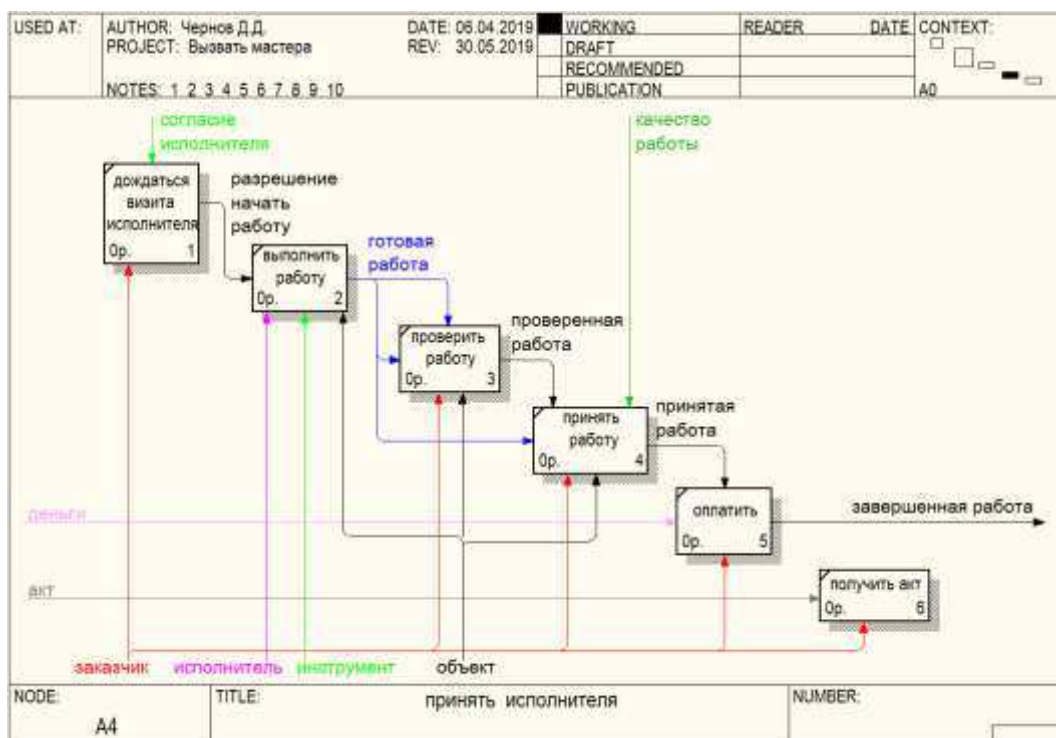 USED AT:
AUTHOR: Чернов Д.Д.
DATE: 06.04.2019
PROJECT: Вызвать мастера
REV: 30.05.2019
NOTES: 1 2 3 4 5 6 7 8 9 10
WORKING
DRAFT
RECOMMENDED
PUBLICATION
READER
DATE
CONTEXT:
A0
согласие
исполнителя
качество
работы
дождаться
визита
исполнителя
0р.
1
разрешение
начать
работу
выполнить
работу
0р.
2
готовая
работа
проверить
работу
0р.
3
проверенная
работа
принять
работу
0р.
4
принятая
работа
деньги
оплатить
0р.
5
завершенная работа
акт
получить акт
0р.
6
заказчик
исполнитель
инструмент
объект
NODE:
A4
TITLE:
принять исполнителя
NUMBER: